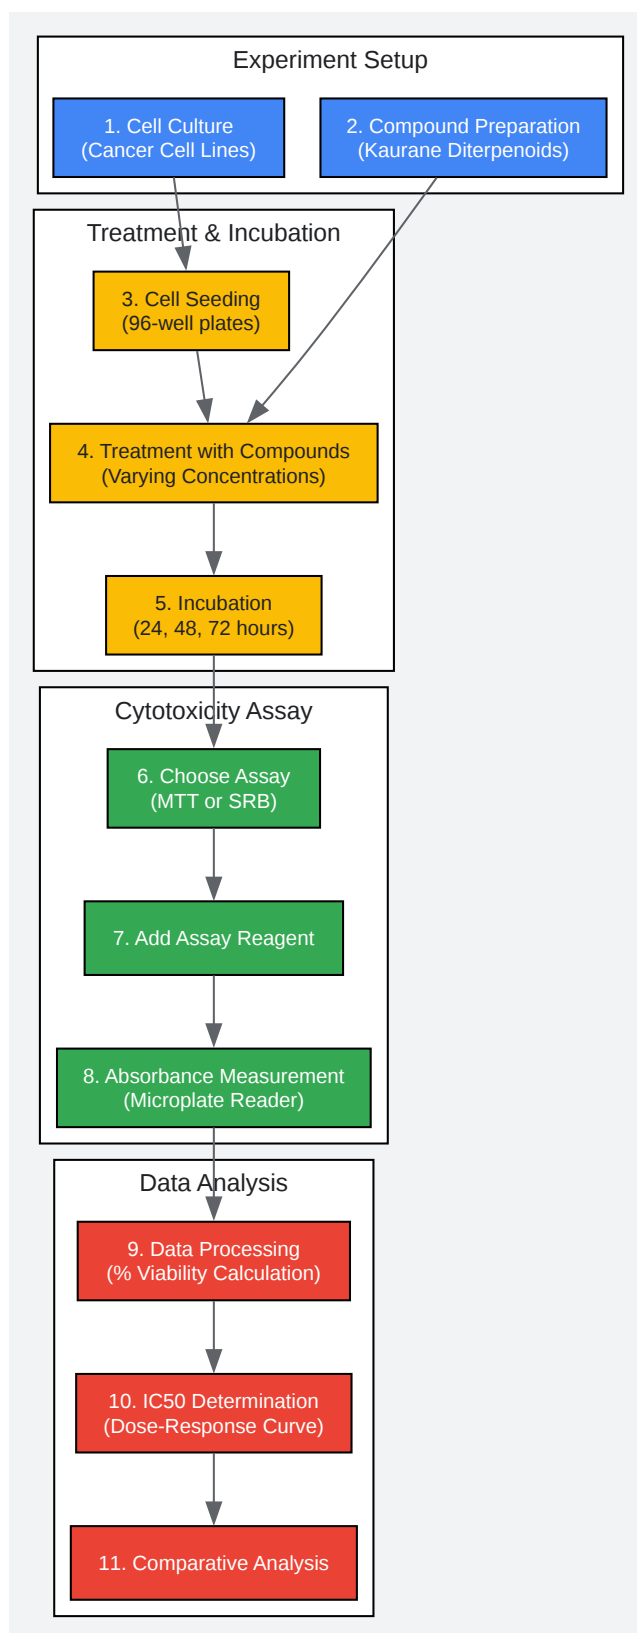 Experiment Setup
1. Cell Culture
(Cancer Cell Lines)
2. Compound Preparation
(Kaurane Diterpenoids)
Treatment & Incubation
3. Cell Seeding
(96-well plates)
4. Treatment with Compounds
(Varying Concentrations)
5. Incubation
(24, 48, 72 hours)
Cytotoxicity Assay
6. Choose Assay
(MTT or SRB)
7. Add Assay Reagent
8. Absorbance Measurement
(Microplate Reader)
Data Analysis
9. Data Processing
(% Viability Calculation)
10. IC50 Determination
(Dose-Response Curve)
11. Comparative Analysis